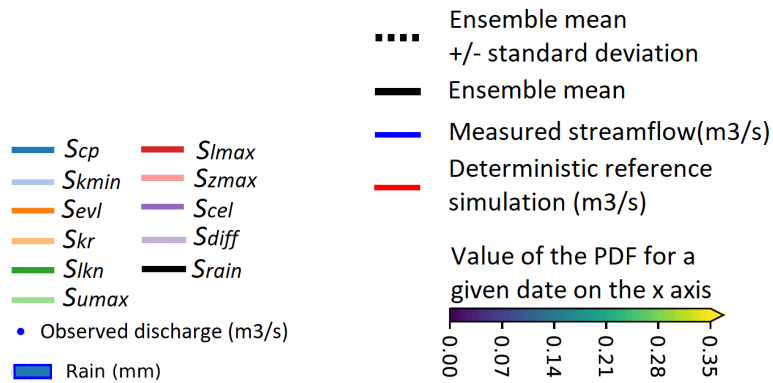 Ensemble mean
+/- standard deviation
Ensemble mean
Measured streamflow(m3/s)
Deterministic reference
simulation (m3/s)
Value of the PDF for a
given date on the x axis
0.00 0.07 0.14 0.21 0.28 0.35
Scp
Skmin
Sevl
Skr
Slkn
Sumax
Slmax
Szmax
Scel
Sdiff
Srain
Observed discharge (m3/s)
Rain (mm)